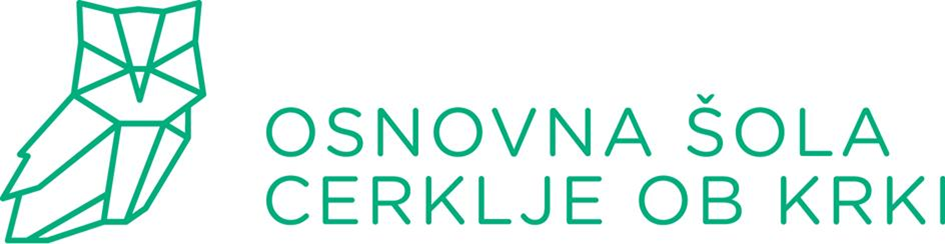 OSNOVNA ŠOLA
CERKLJE OB KRKI